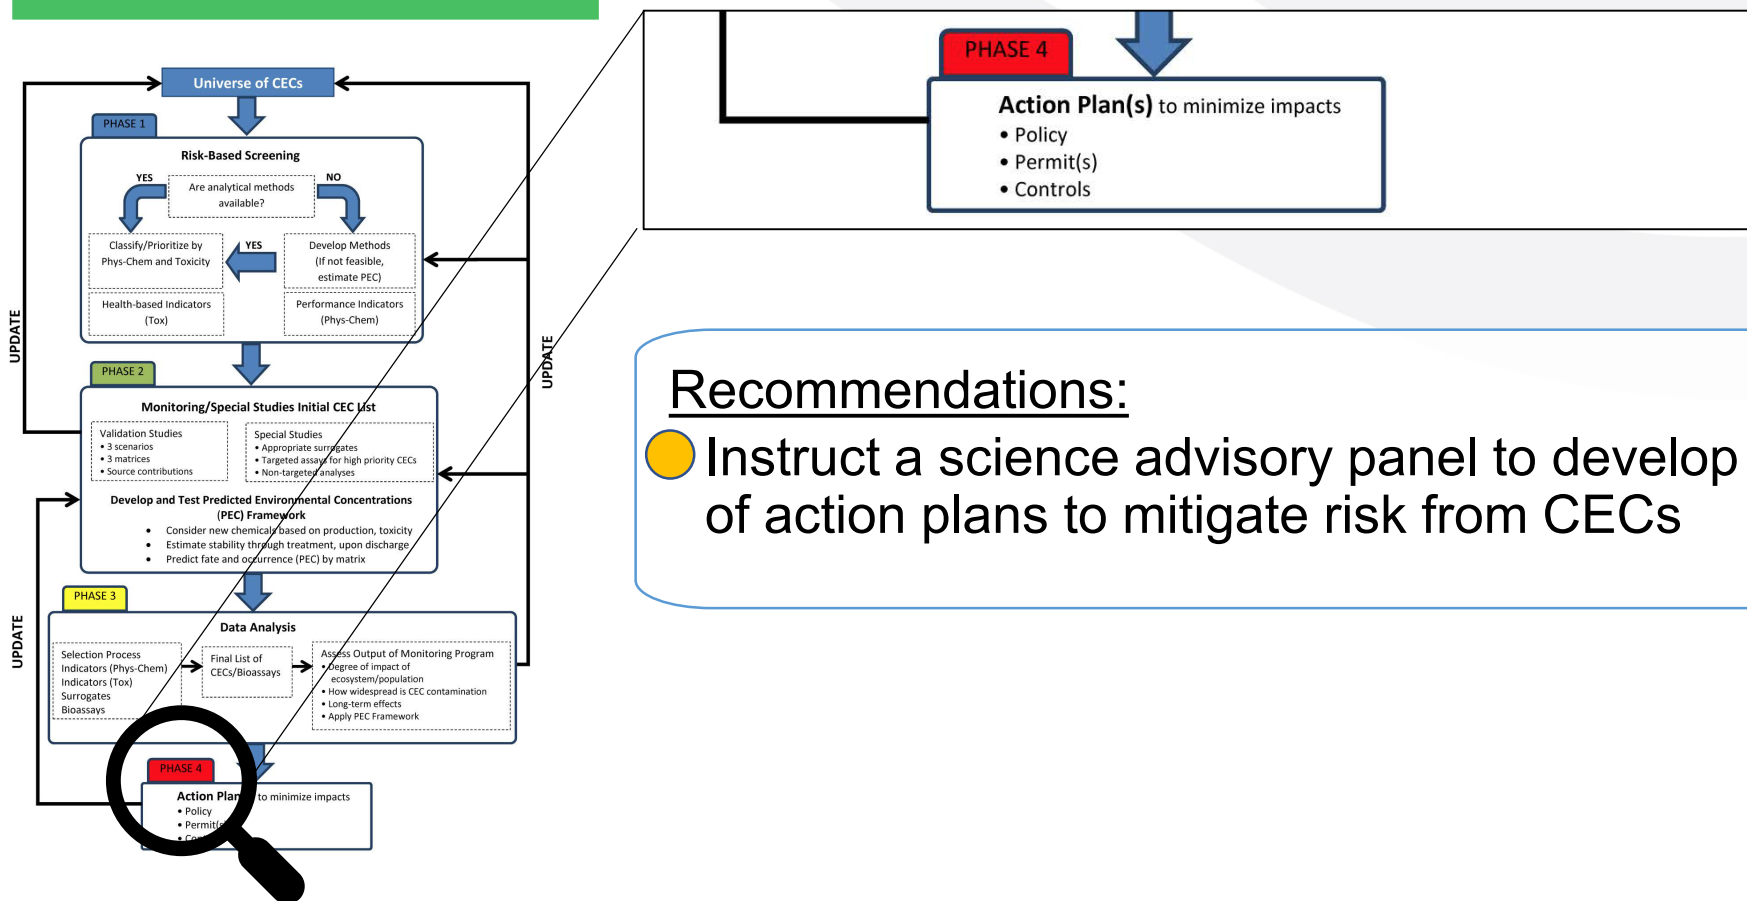 Universe of CECs
PHASE 1
Risk-Based Screening
YES
Are analytical methods
available?
NO
Classify/Prioritize by
Phys-Chem and Toxicity
YES
Develop Methods
(If not feasible,
estimate PEC)
Health-based Indicators
(Tox)
Performance Indicators
(Phys-Chem)
UPDATE
UPDATE
PHASE 2
Monitoring/Special Studies Initial CEC List
Validation Studies
• 3 scenarios
• 3 matrices
• Source contributions
Special Studies
• Appropriate surrogates
• Targeted assays for high priority CECs
• Non-targeted analyses
Develop and Test Predicted Environmental Concentrations
(PEC) Framework
• Consider new chemicals based on production, toxicity
• Estimate stability through treatment, upon discharge
• Predict fate and occurrence (PEC) by matrix
UPDATE
PHASE 3
Data Analysis
Selection Process
Indicators (Phys-Chem)
Indicators (Tox)
Surrogates
Bioassays
Final List of
CECs/Bioassays
Assess Output of Monitoring Program
• Degree of impact of
ecosystem/population
• How widespread is CEC contamination
• Long-term effects
• Apply PEC Framework
PHASE 4
Action Plan to minimize impacts
• Policy
• Permit(s
PHASE 4
Action Plan(s) to minimize impacts
• Policy
• Permit(s)
• Controls
Recommendations:
Instruct a science advisory panel to develop
of action plans to mitigate risk from CECs